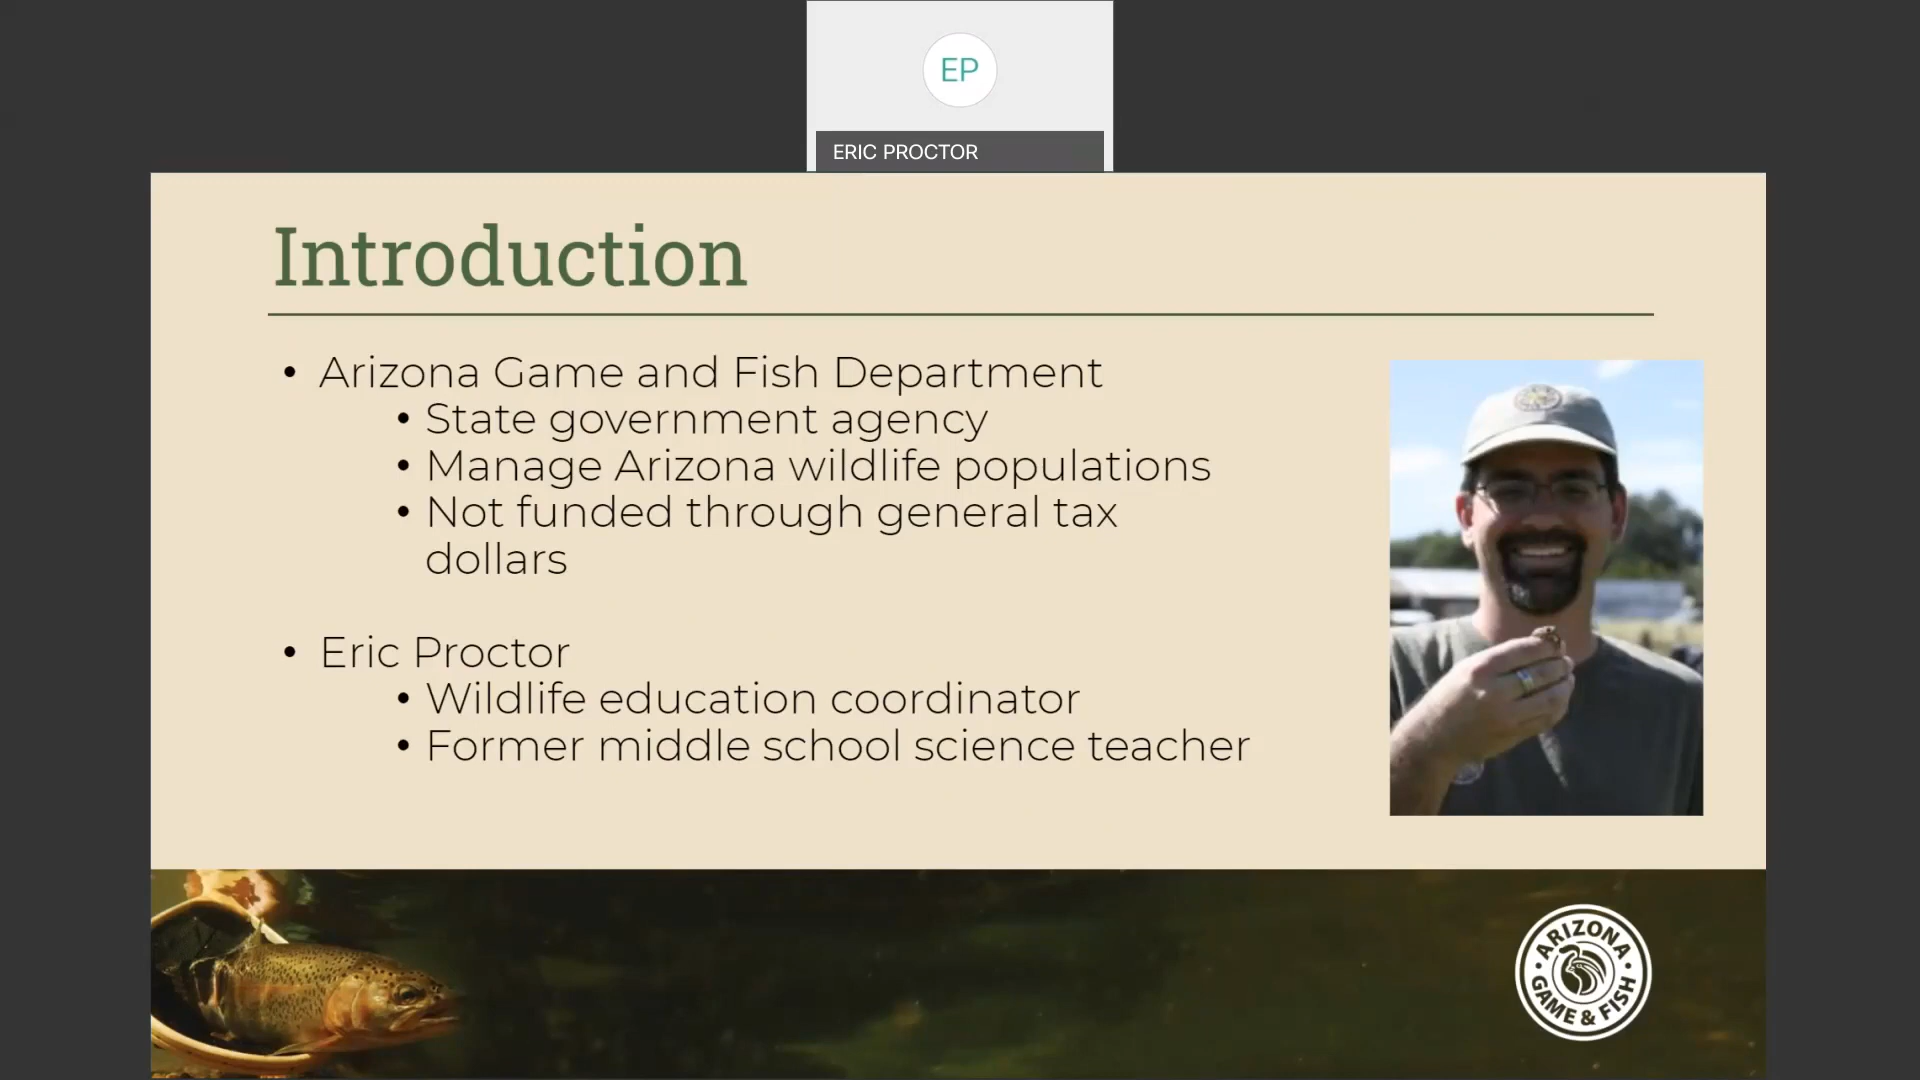 EP
ERIC PROCTOR
Introduction
• Arizona Game and Fish Department
• State government agency
• Manage Arizona wildlife populations
• Not funded through general tax
dollars
• Eric Proctor
• Wildlife education coordinator
• Former middle school science teacher
ARIZONA
GAME & FISH